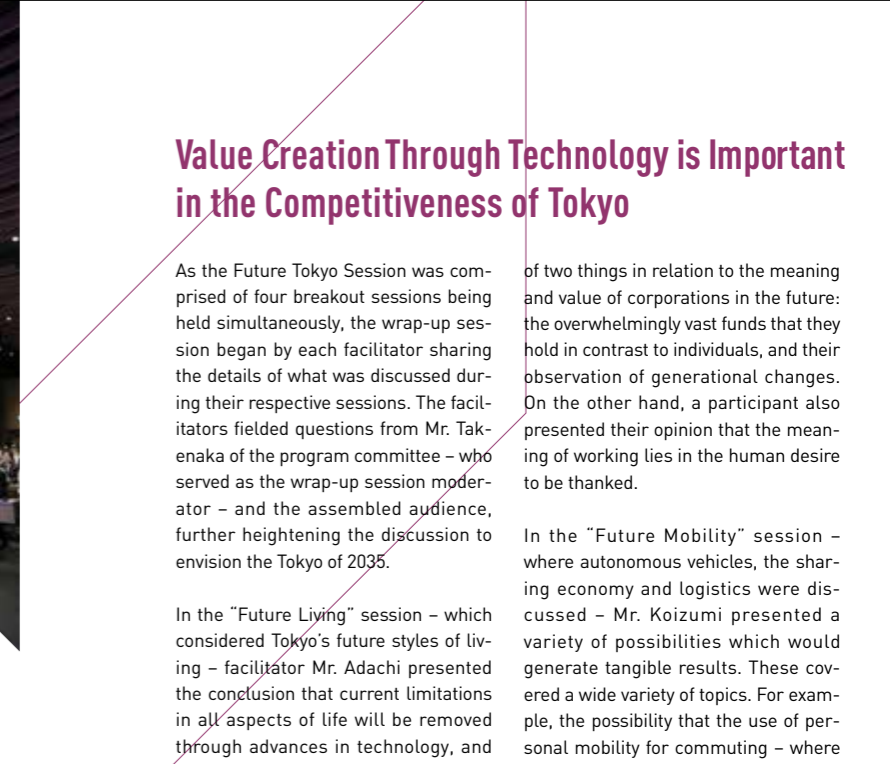 Value Creation Through Technology is Important
in the Competitiveness of Tokyo
As the Future Tokyo Session was com-
prised of four breakout sessions being
held simultaneously, the wrap-up ses-
sion began by each facilitator sharing
the details of what was discussed dur-
ing their respective sessions. The facil-
itators fielded questions from Mr. Tak-
enaka of the program committee – who
served as the wrap-up session moder-
ator – and the assembled audience,
further heightening the discussion to
envision the Tokyo of 2035.
In the “Future Living” session – which
considered Tokyo’s future styles of liv-
ing – facilitator Mr. Adachi presented
the conclusion that current limitations
in all aspects of life will be removed
through advances in technology, and
of two things in relation to the meaning
and value of corporations in the future:
the overwhelmingly vast funds that they
hold in contrast to individuals, and their
observation of generational changes.
On the other hand, a participant also
presented their opinion that the mean-
ing of working lies in the human desire
to be thanked.
In the “Future Mobility” session –
where autonomous vehicles, the shar-
ing economy and logistics were dis-
cussed – Mr. Koizumi presented a
variety of possibilities which would
generate tangible results. These cov-
ered a wide variety of topics. For exam-
ple, the possibility that the use of per-
sonal mobility for commuting – where